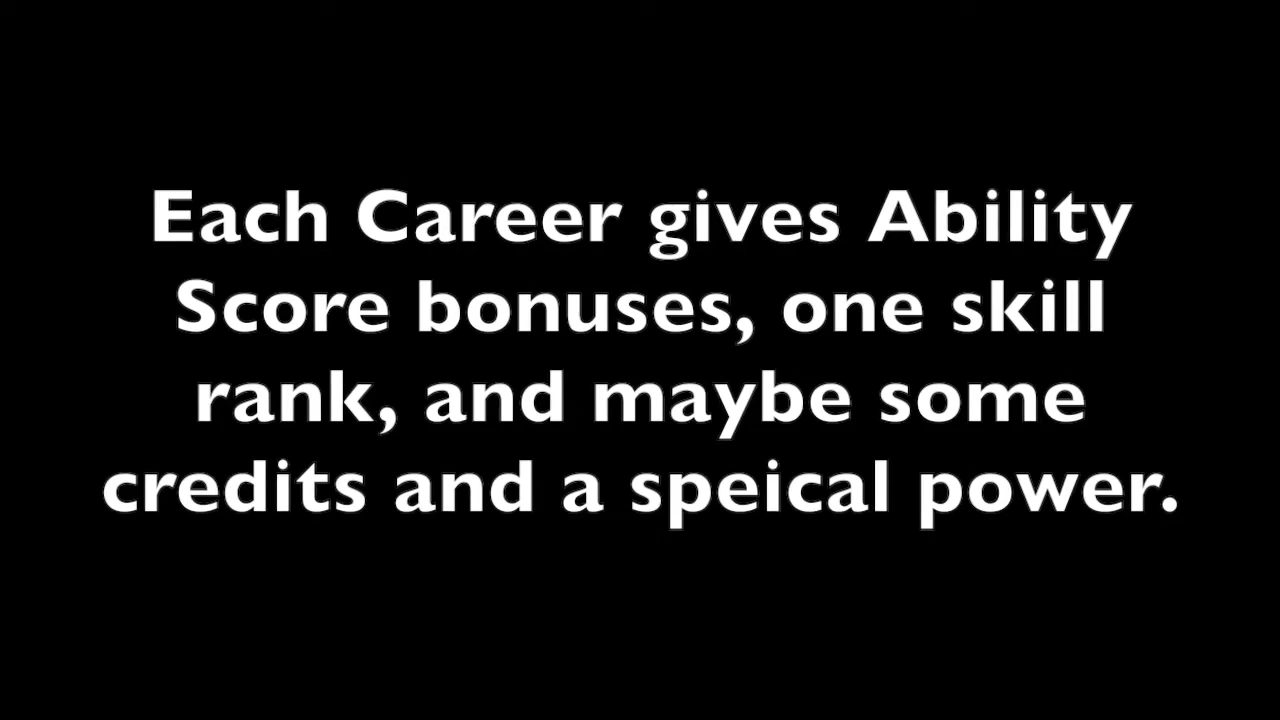 Each Career gives Ability
Score bonuses, one skill
rank, and maybe some
credits and a speical power.